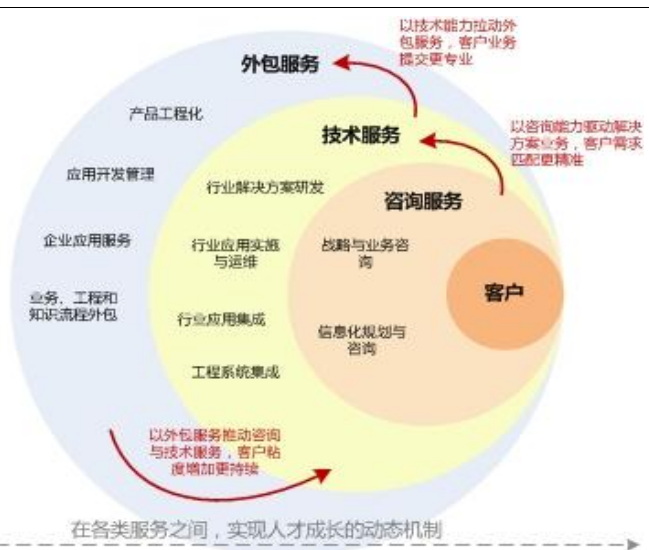 以技术能力拉动外
包服务，客户业务
提交更专业
外包服务
产品工程化
技术服务
以咨询能力驱动解决
方案业务，客户需求
匹配更精准
应用开发管理
行业解决方案研发
咨询服务
企业应用服务
行业应用实施
与运维
战略与业务咨
询
客户
业务、工程和
知识流程外包
行业应用集成
信息化规划与
咨询
工程系统集成
以外包服务推动咨询
与技术服务，客户粘
度增加更持续
在各类服务之间，实现人才成长的动态机制